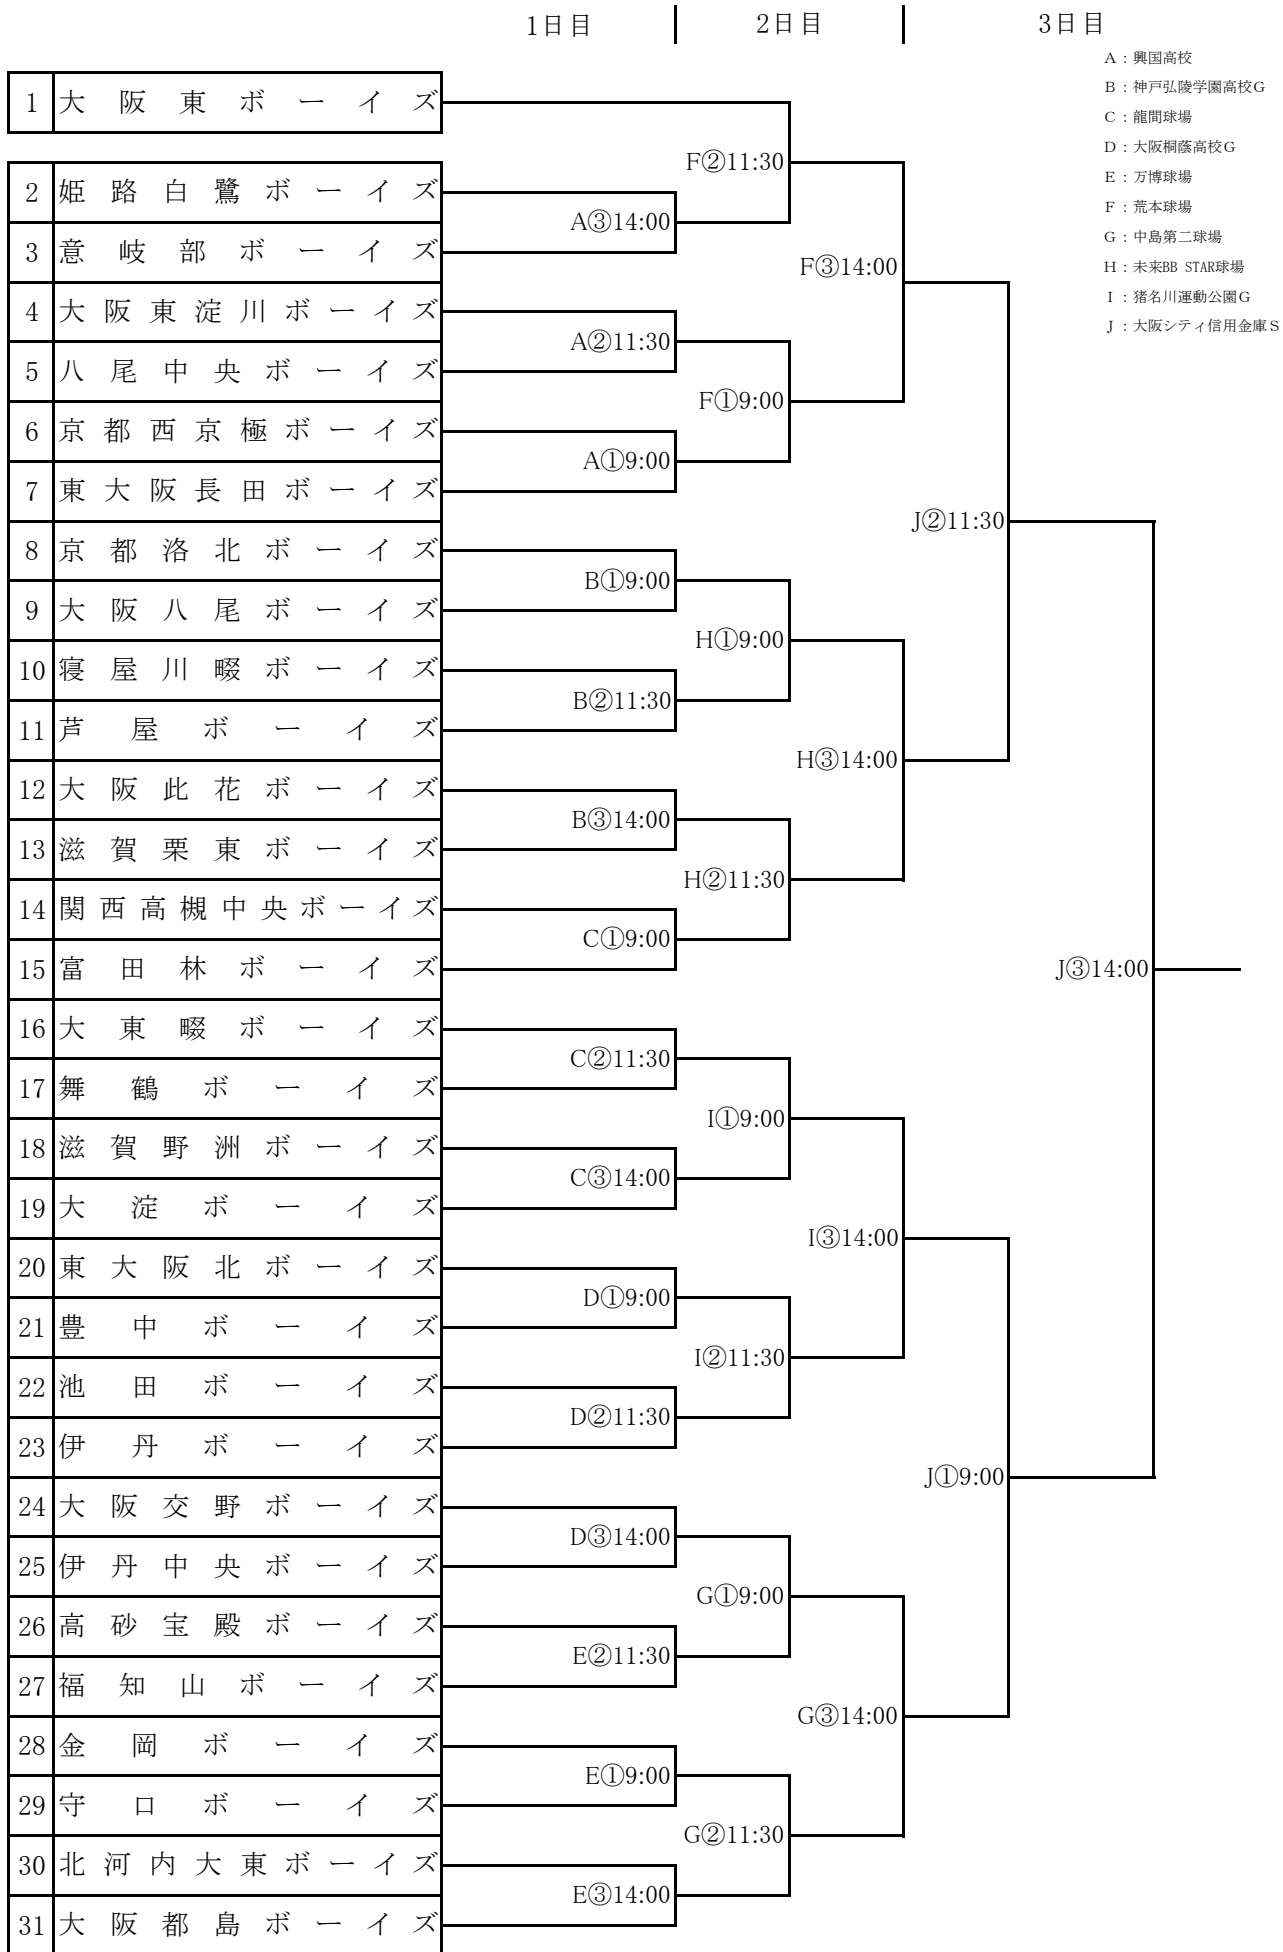 1日目 2日目 3日目
A：興国高校
B：神戸弘陵学園高校G
C：龍間球場
D：大阪桐蔭高校G
E：万博球場
F：荒本球場
G：中島第二球場
H：未来BB STAR球場
I：猪名川運動公園G
J：大阪シティ信用金庫S
1 大阪東ボーイズ
F②11:30
2 姫路白鷺ボーイズ
A③14:00
3 意岐部ボーイズ
F③14:00
4 大阪東淀川ボーイズ
A②11:30
5 八尾中央ボーイズ
F①9:00
6 京都西京極ボーイズ
A①9:00
7 東大阪長田ボーイズ
J②11:30
8 京都洛北ボーイズ
B①9:00
9 大阪八尾ボーイズ
H①9:00
10 寝屋川畷ボーイズ
B②11:30
11 芦屋ボーイズ
H③14:00
12 大阪此花ボーイズ
B③14:00
13 滋賀栗東ボーイズ
H②11:30
14 関西高槻中央ボーイズ
C①9:00
15 富田林ボーイズ
J③14:00
16 大東畷ボーイズ
C②11:30
17 舞鶴ボーイズ
I①9:00
18 滋賀野洲ボーイズ
C③14:00
19 大淀ボーイズ
I③14:00
20 東大阪北ボーイズ
D①9:00
21 豊中ボーイズ
I②11:30
22 池田ボーイズ
D②11:30
23 伊丹ボーイズ
J①9:00
24 大阪交野ボーイズ
D③14:00
25 伊丹中央ボーイズ
G①9:00
26 高砂宝殿ボーイズ
E②11:30
27 福知山ボーイズ
G③14:00
28 金岡ボーイズ
E①9:00
29 守口ボーイズ
G②11:30
30 北河内大東ボーイズ
E③14:00
31 大阪都島ボーイズ